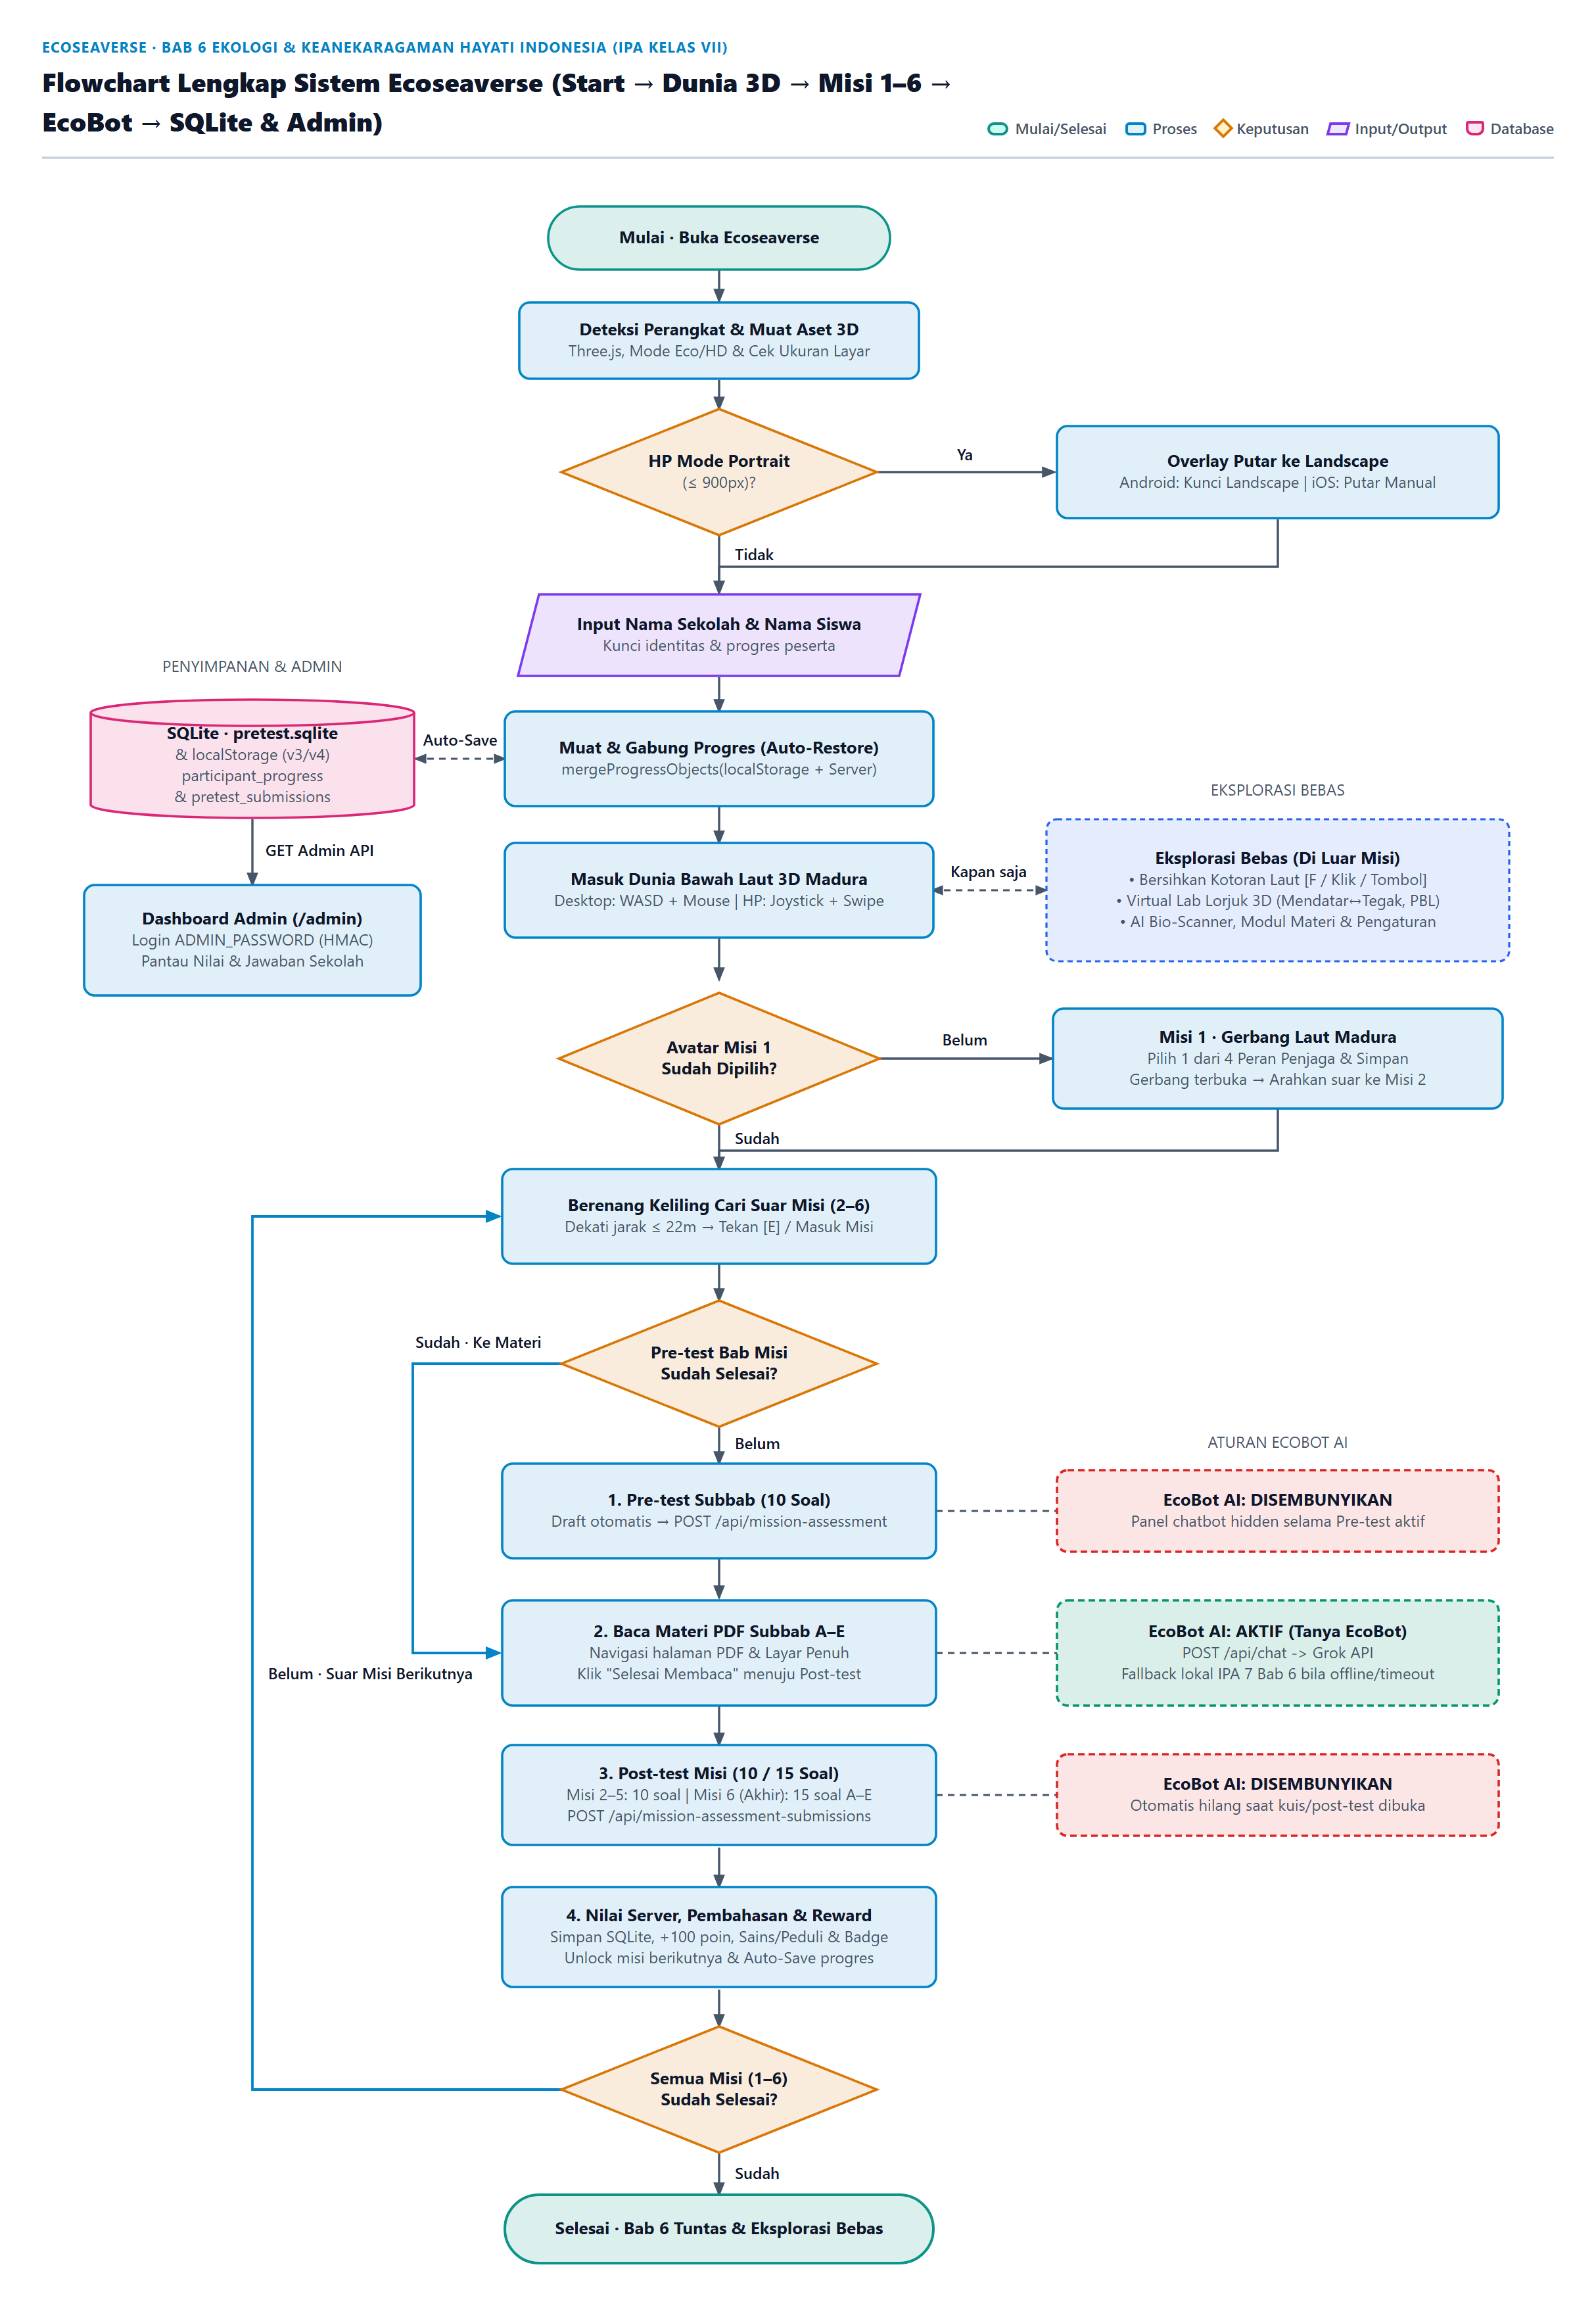 ECOSEAVERSE · BAB 6 EKOLOGI & KEANEKARAGAMAN HAYATI INDONESIA (IPA KELAS VII)
Flowchart Lengkap Sistem Ecoseaverse (Start → Dunia 3D → Misi 1–6 →
EcoBot → SQLite & Admin)
Mulai/Selesai
Proses
Keputusan
Input/Output
Database
Mulai · Buka Ecoseaverse
Deteksi Perangkat & Muat Aset 3D
Three.js, Mode Eco/HD & Cek Ukuran Layar
HP Mode Portrait
(≤ 900px)?
Ya
Overlay Putar ke Landscape
Android: Kunci Landscape | iOS: Putar Manual
Tidak
Input Nama Sekolah & Nama Siswa
Kunci identitas & progres peserta
PENYIMPANAN & ADMIN
SQLite · pretest.sqlite
& localStorage (v3/v4)
participant_progress
& pretest_submissions
Auto-Save
Muat & Gabung Progres (Auto-Restore)
mergeProgressObjects(localStorage + Server)
GET Admin API
Dashboard Admin (/admin)
Login ADMIN_PASSWORD (HMAC)
Pantau Nilai & Jawaban Sekolah
Masuk Dunia Bawah Laut 3D Madura
Desktop: WASD + Mouse | HP: Joystick + Swipe
Kapan saja
EKSPLORASI BEBAS
Eksplorasi Bebas (Di Luar Misi)
• Bersihkan Kotoran Laut [F / Klik / Tombol]
• Virtual Lab Lorjuk 3D (Mendatar↔Tegak, PBL)
• AI Bio-Scanner, Modul Materi & Pengaturan
Avatar Misi 1
Sudah Dipilih?
Belum
Misi 1 · Gerbang Laut Madura
Pilih 1 dari 4 Peran Penjaga & Simpan
Gerbang terbuka → Arahkan suar ke Misi 2
Sudah
Berenang Keliling Cari Suar Misi (2–6)
Dekati jarak ≤ 22m → Tekan [E] / Masuk Misi
Sudah · Ke Materi
Pre-test Bab Misi
Sudah Selesai?
Belum
1. Pre-test Subbab (10 Soal)
Draft otomatis → POST /api/mission-assessment
ATURAN ECOBOT AI
EcoBot AI: DISEMBUNYIKAN
Panel chatbot hidden selama Pre-test aktif
2. Baca Materi PDF Subbab A–E
Navigasi halaman PDF & Layar Penuh
Klik "Selesai Membaca" menuju Post-test
EcoBot AI: AKTIF (Tanya EcoBot)
POST /api/chat -> Grok API
Fallback lokal IPA 7 Bab 6 bila offline/timeout
Belum · Suar Misi Berikutnya
3. Post-test Misi (10 / 15 Soal)
Misi 2–5: 10 soal | Misi 6 (Akhir): 15 soal A–E
POST /api/mission-assessment-submissions
EcoBot AI: DISEMBUNYIKAN
Otomatis hilang saat kuis/post-test dibuka
4. Nilai Server, Pembahasan & Reward
Simpan SQLite, +100 poin, Sains/Peduli & Badge
Unlock misi berikutnya & Auto-Save progres
Semua Misi (1–6)
Sudah Selesai?
Sudah
Selesai · Bab 6 Tuntas & Eksplorasi Bebas